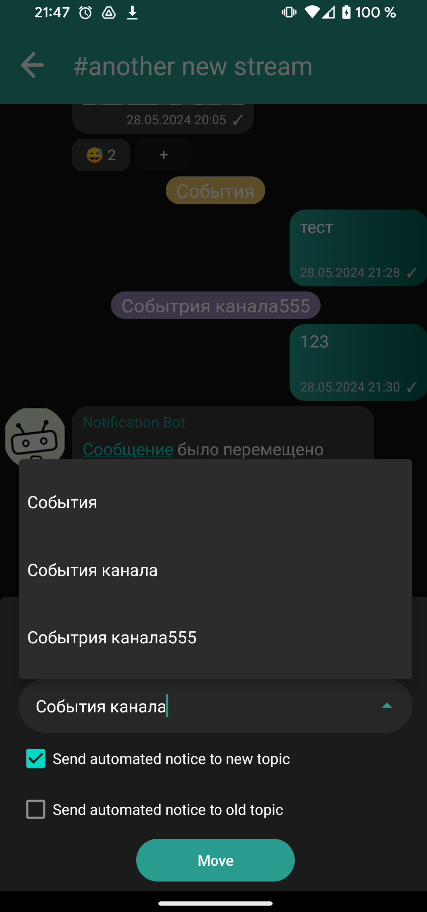 21:47
100 %
#another new stream
28.05.2024 20:05 ✓
😅 2
+
События
тест
28.05.2024 21:28 ✓
Событрия канала555
123
28.05.2024 21:30 ✓
Notification Bot
Сообщение было перемещено
События
События канала
Событрия канала555
События канала
Send automated notice to new topic
Send automated notice to old topic
Move